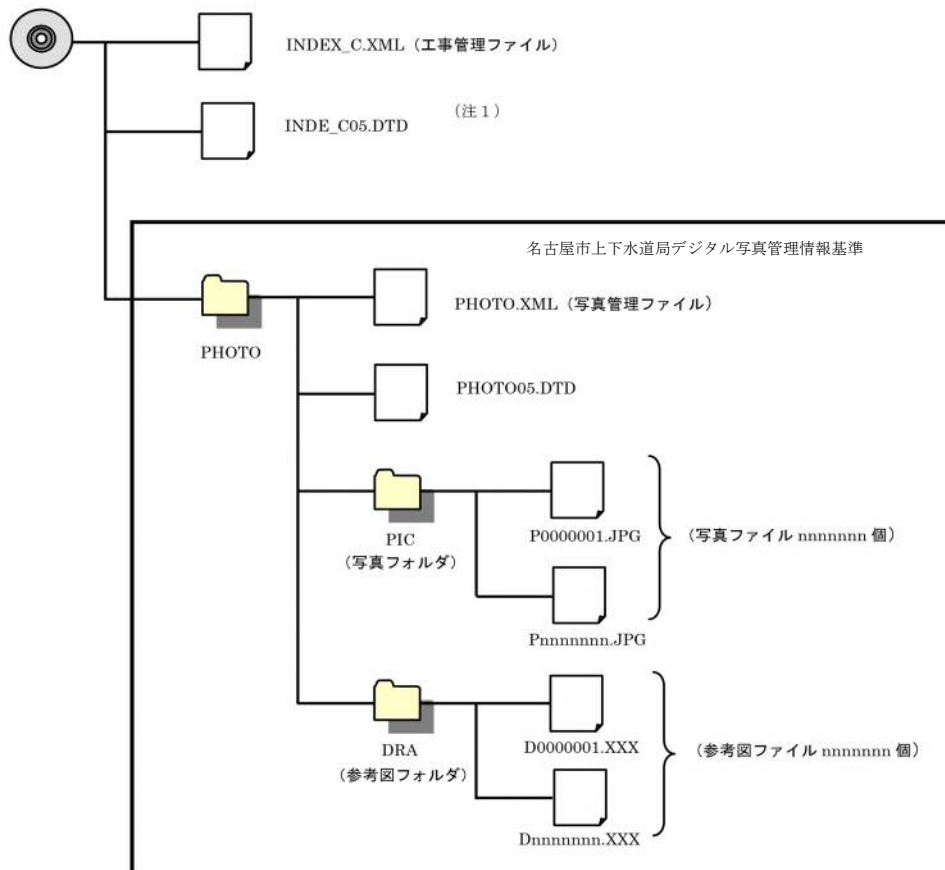 INDEX_C.XML（工事管理ファイル）
INDE_C05.DTD
（注１）
名古屋市上下水道局デジタル写真管理情報基準
PHOTO
PHOTO.XML（写真管理ファイル）
PHOTO05.DTD
PIC
（写真フォルダ）
P0000001.JPG
Pnnnnnnn.JPG
（写真ファイル nnnnnnn 個）
DRA
（参考図フォルダ）
D0000001.XXX
Dnnnnnnn.XXX
（参考図ファイル nnnnnnn 個）